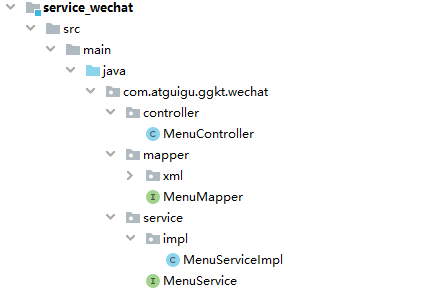 service_wechat
src
main
java
com.atguigu.ggkt.wechat
controller
C MenuController
mapper
xml
I MenuMapper
service
impl
C MenuServiceImpl
I MenuService